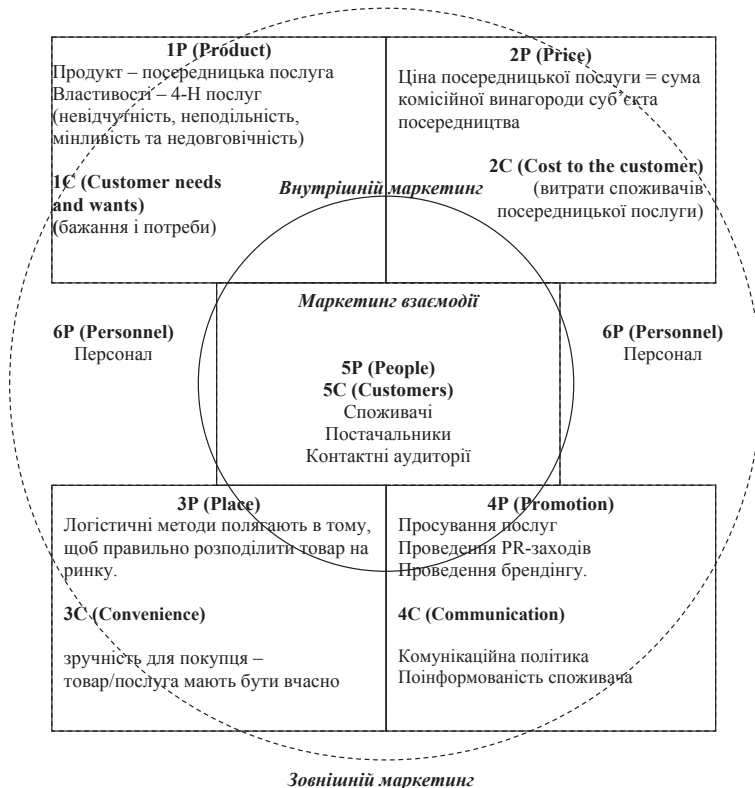 1P (Product)
Продукт – посередницька послуга
Властивості – 4-Н послуг
(невідчутність, неподільність,
мінливість та недовговічність)
1C (Customer needs
and wants)
(бажання і потреби)
2P (Price)
Ціна посередницької послуги = сума
комісійної винагороди суб’єкта
посередництва
2C (Cost to the customer)
(витрати споживачів
посередницької послуги)
Внутрішній маркетинг
Маркетинг взаємодії
6P (Personnel)
Персонал
5P (People)
5C (Customers)
Споживачі
Постачальники
Контактні аудиторії
6P (Personnel)
Персонал
3P (Place)
Логістичні методи полягають в тому,
щоб правильно розподілити товар на
ринку.
3C (Convenience)
зручність для покупця –
товар/послуга мають бути вчасно
4P (Promotion)
Просування послуг
Проведення PR-заходів
Проведення брендінгу.
4C (Communication)
Комунікаційна політика
Поінформованість споживача
Зовнішній маркетинг